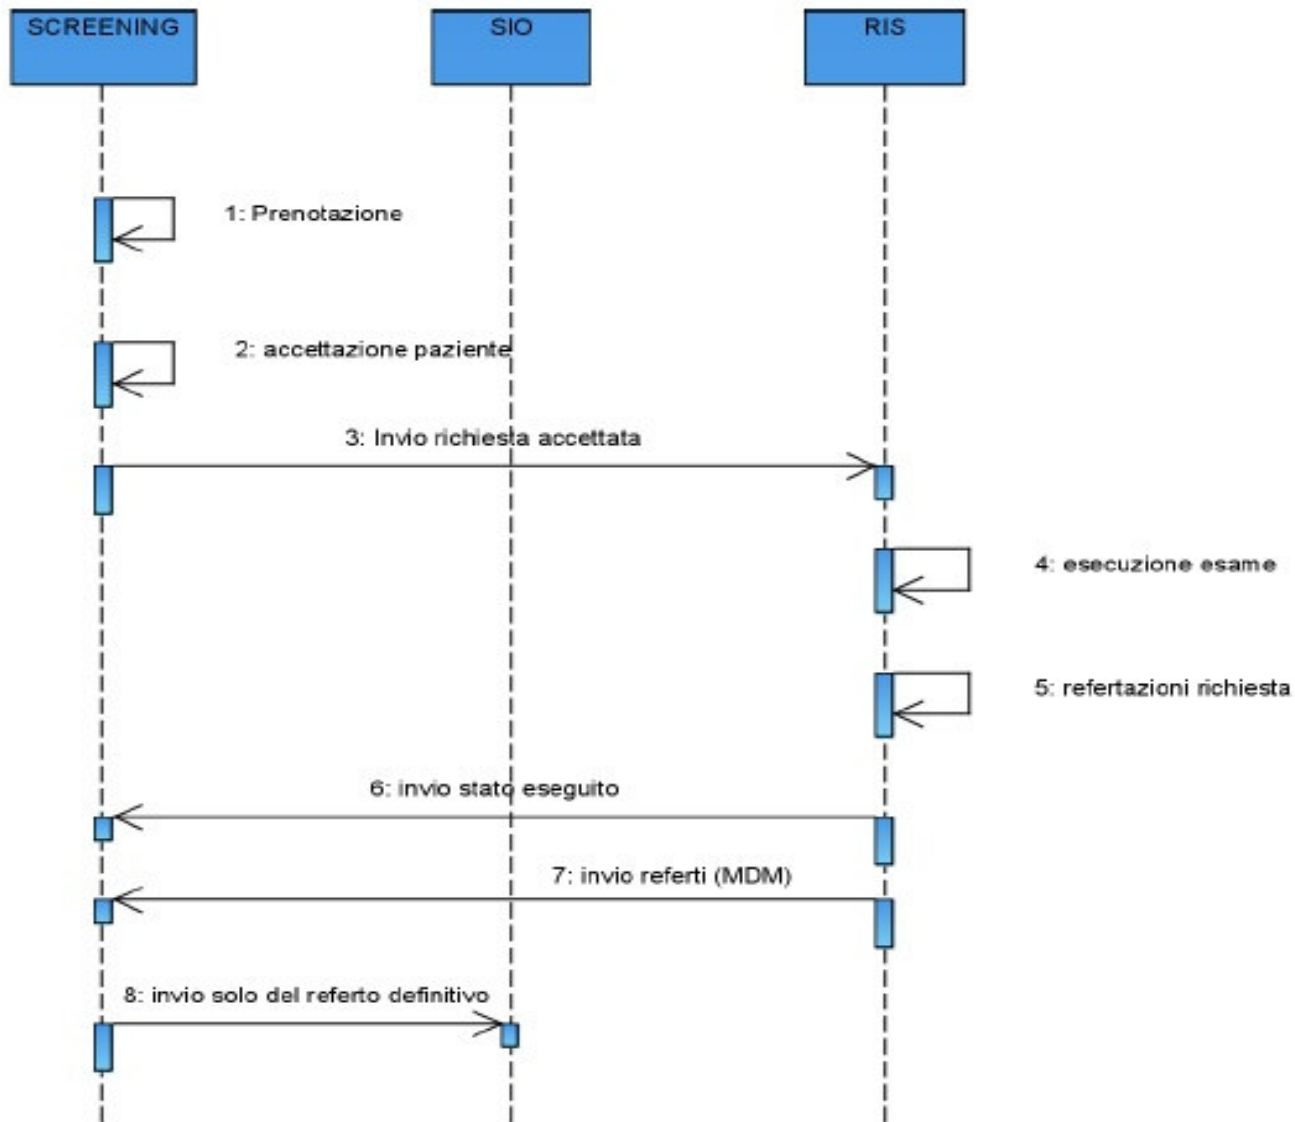 SCREENING
SIO
RIS
1: Prenotazione
2: accettazione paziente
3: Invio richiesta accettata
4: esecuzione esame
5: refertazioni richiesta
6: invio stato eseguito
7: invio referti (MDM)
8: invio solo del referto definitivo